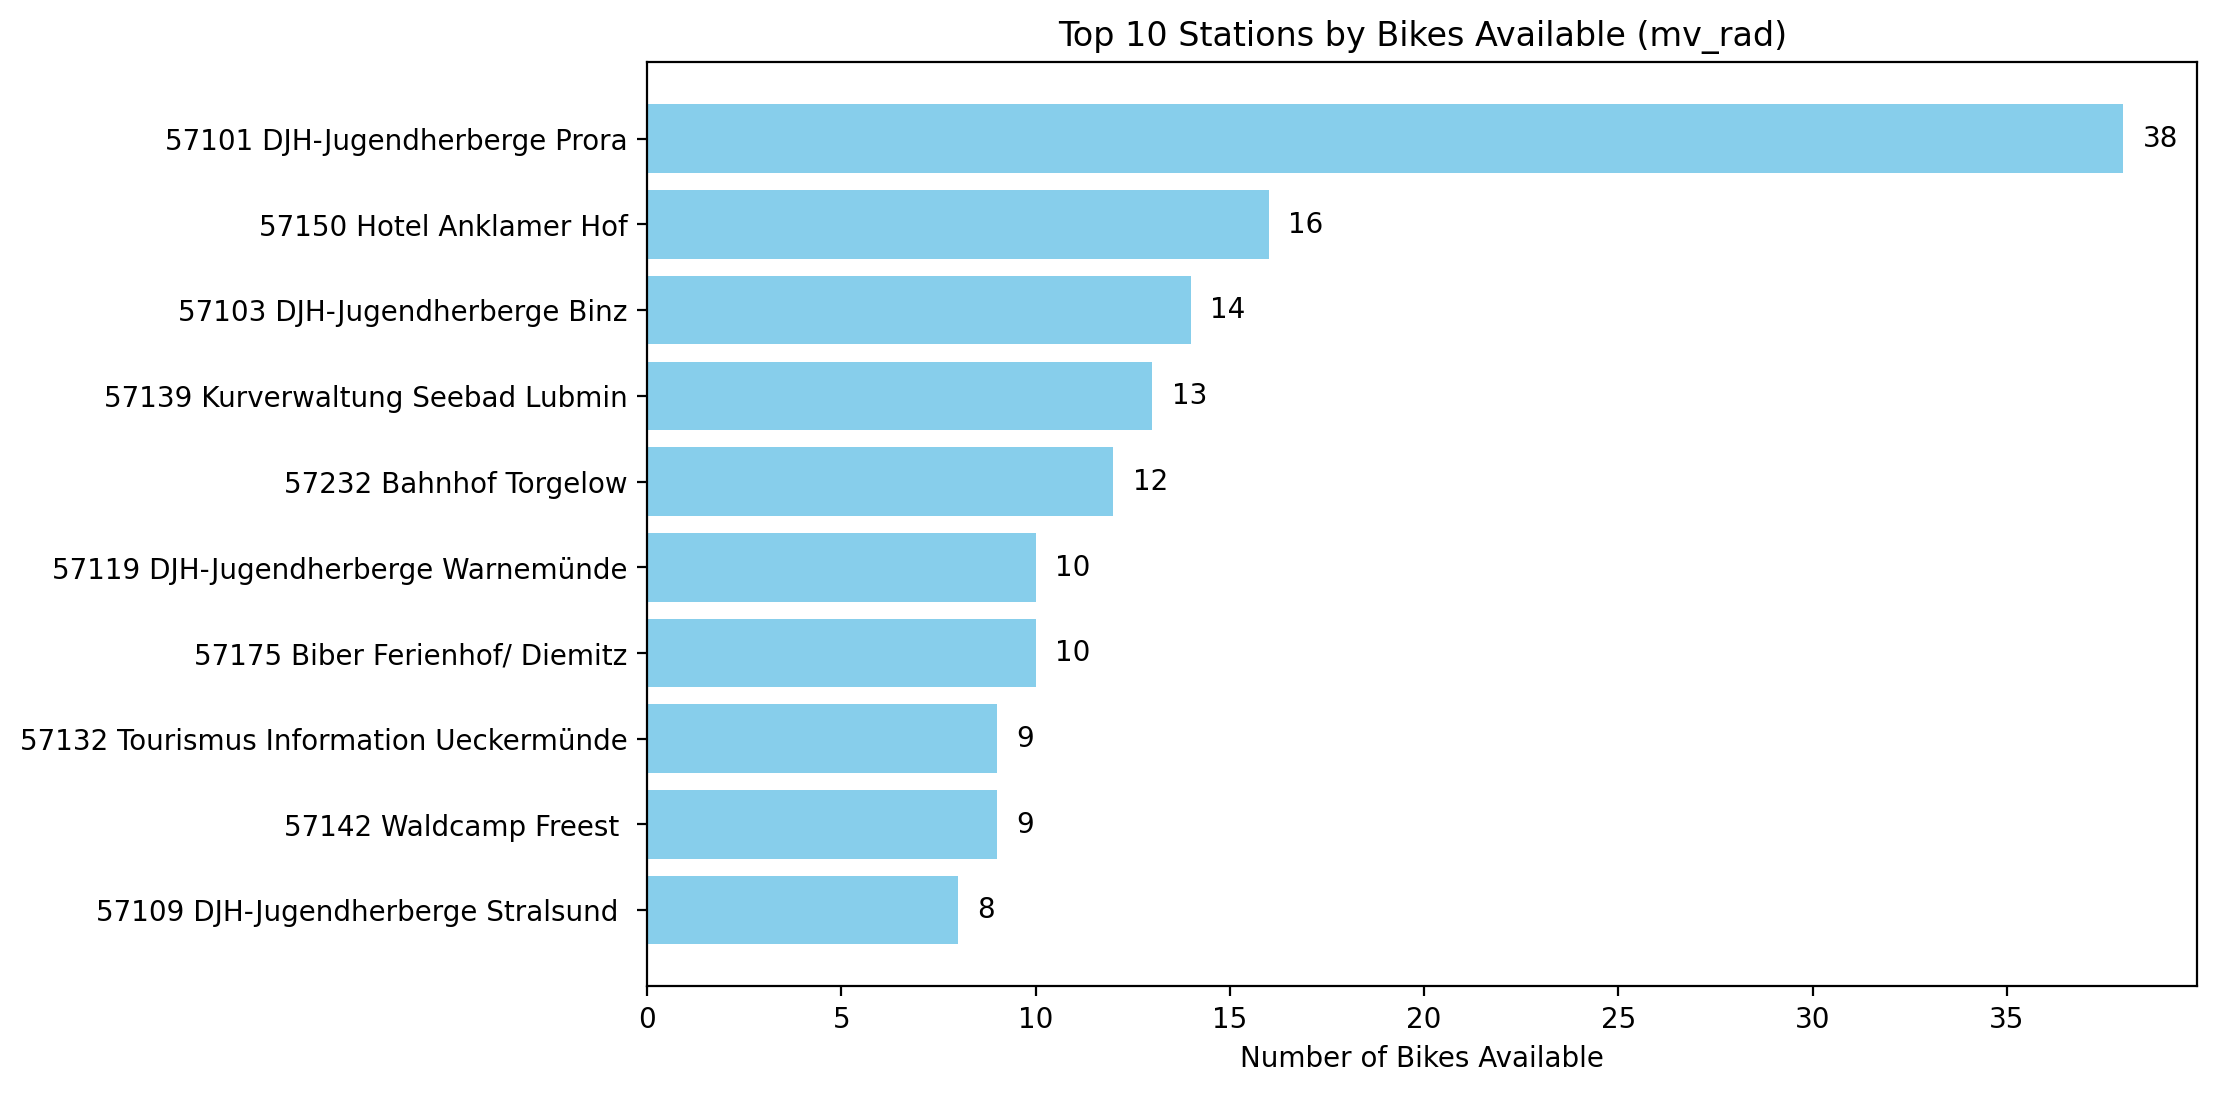 Top 10 Stations by Bikes Available (mv_rad)
57101 DJH-Jugendherberge Prora 38
57150 Hotel Anklamer Hof 16
57103 DJH-Jugendherberge Binz 14
57139 Kurverwaltung Seebad Lubmin 13
57232 Bahnhof Torgelow 12
57119 DJH-Jugendherberge Warnemünde 10
57175 Biber Ferienhof/ Diemitz 10
57132 Tourismus Information Ueckermünde 9
57142 Waldcamp Freest 9
57109 DJH-Jugendherberge Stralsund 8
0 5 10 15 20 25 30 35
Number of Bikes Available